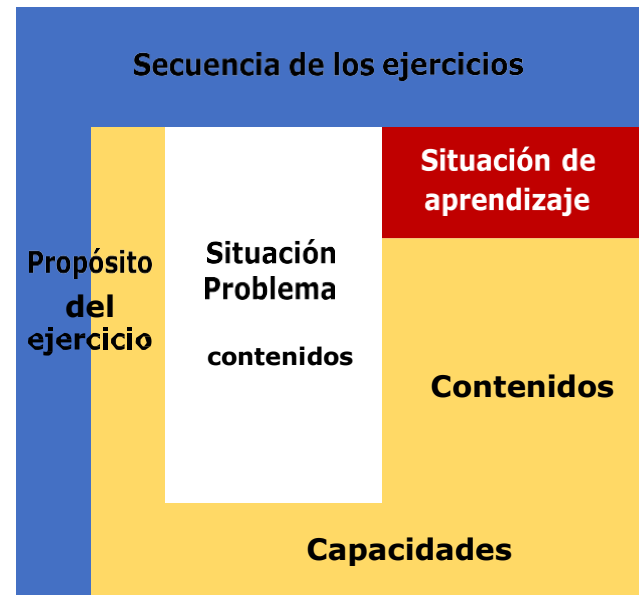 Secuencia de los ejercicios
Situación de
aprendizaje
Propósito
del
ejercicio
Situación
Problema
contenidos
Contenidos
Capacidades